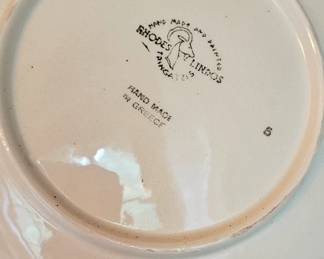 HAND MADE AND PAINTED
RHODES LINDOS
HAND MADE
IN GREECE